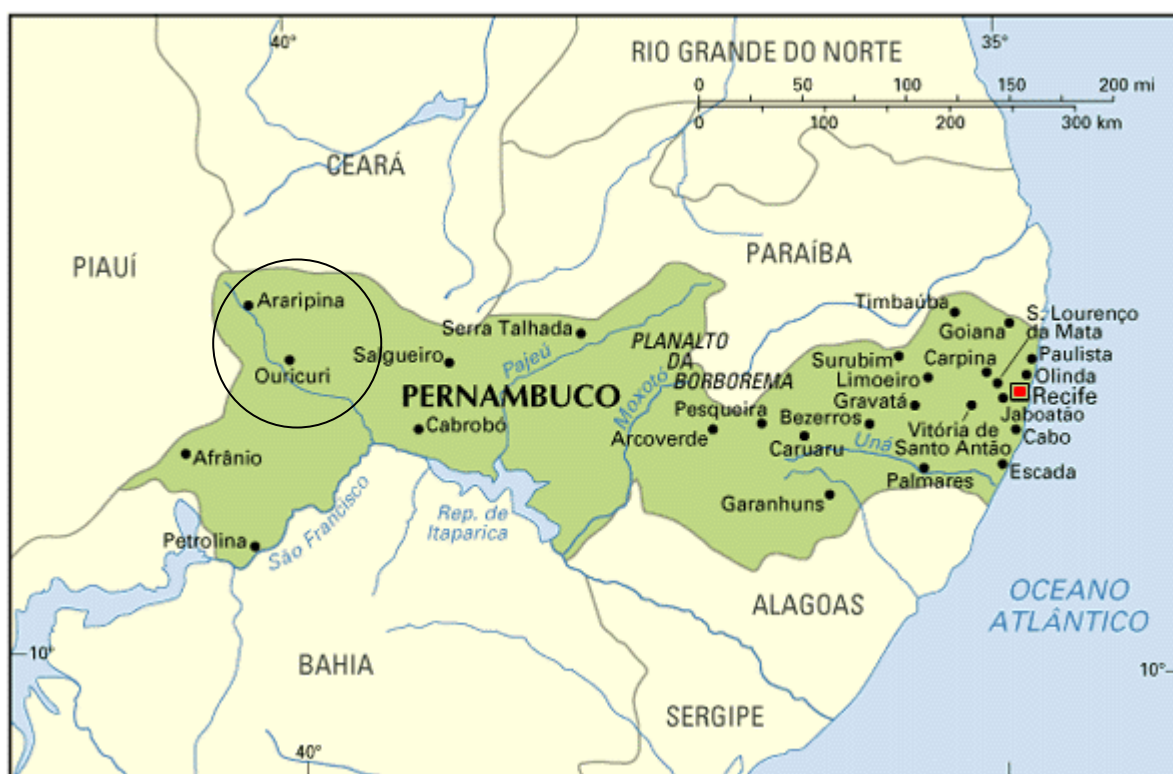 40°
35°
RIO GRANDE DO NORTE
0 50 100 150 200 mi
0 100 200 300 km
CEARÁ
PIAUÍ
PARAÍBA
Araripina
Timbaúba
S. Lourenço
da Mata
Goiana
Serra Talhada
PLANALTO
DA
BORBOREMA
Salgueiro
Pajeú
Surubim
Carpina
Paulista
Ouricuri
Limoeiro
Olinda
PERNAMBUCO
Moxotó
Gravatá
Recife
Pesqueira
Bezerros
Jaboatão
Cabrobó
Arcoverde
Caruaru
Uná
Vitória de
Santo Antão
Cabo
Afrânio
Palmares
Escada
Garanhuns
Rep. de
Itaparica
São Francisco
Petrolina
OCEANO
ATLÂNTICO
ALAGOAS
10°
BAHIA
10°
SERGIPE
40°